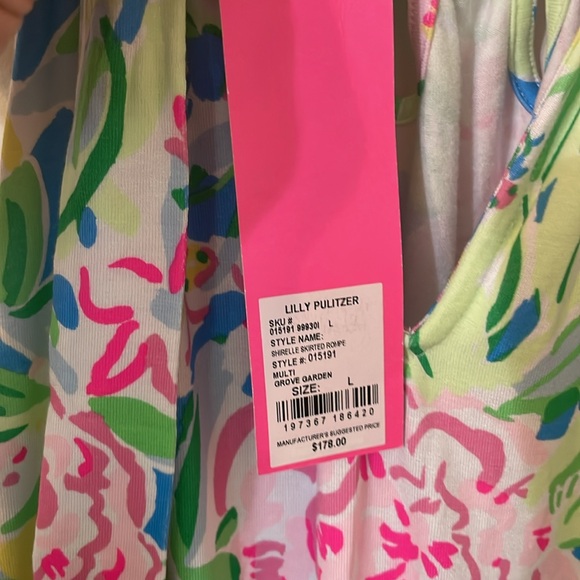 LILLY PULITZER
SKU #
015191 99930I L
STYLE NAME:
SHIRELLE SKIRTED ROMPE
STYLE #: 015191
MULTI
GROVE GARDEN
SIZE: L
197367 186420
MANUFACTURER'S SUGGESTED PRICE
$178.00